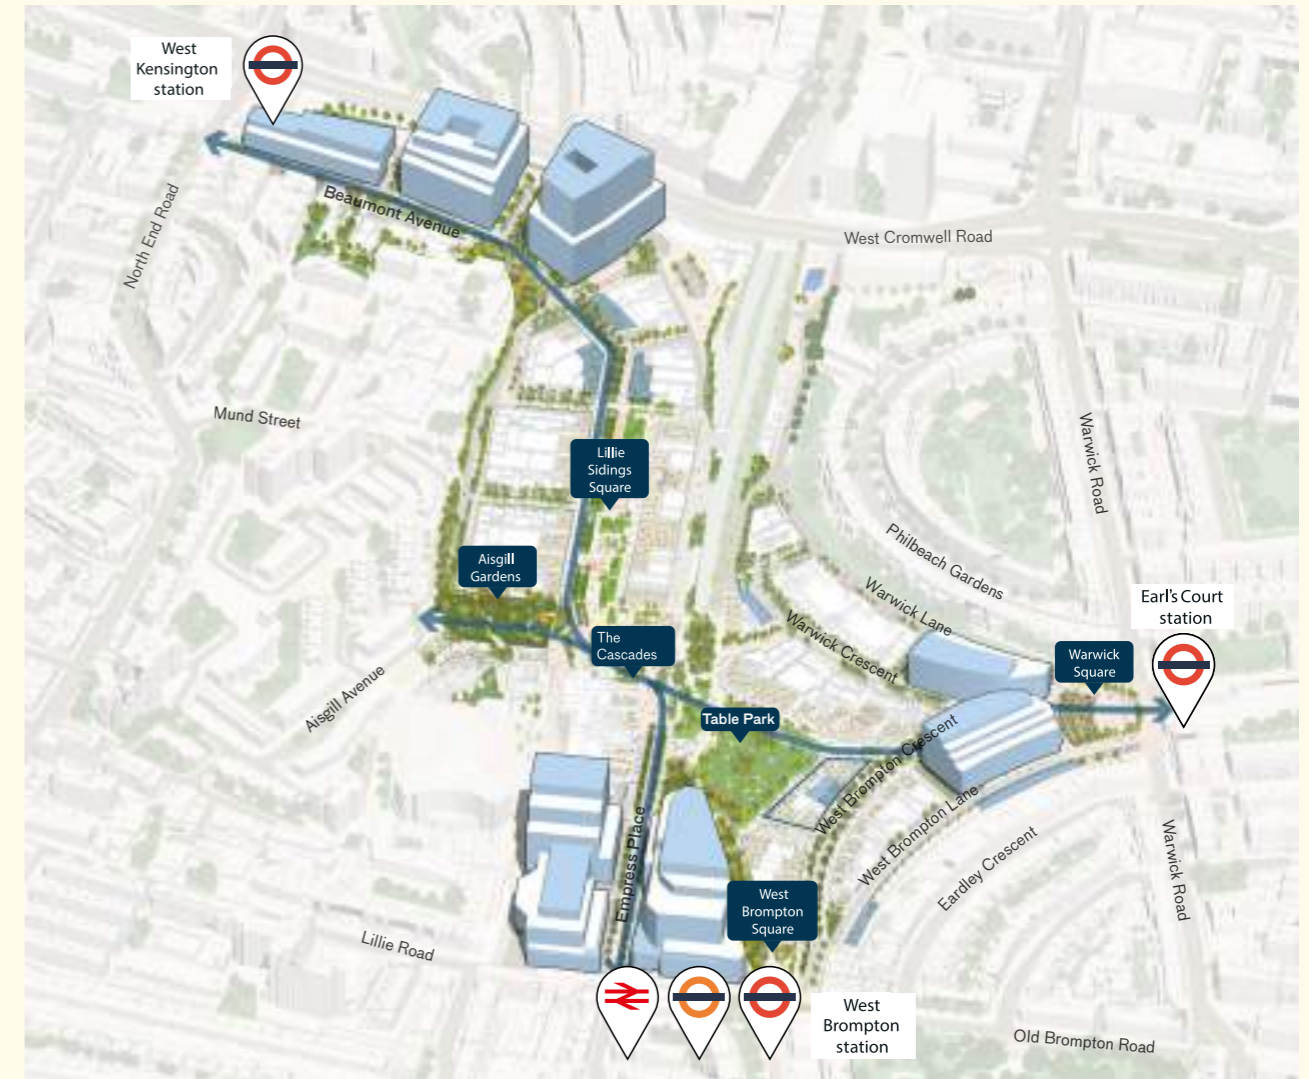 West
Kensington
station
North End Road
Beaumont Avenue
West Cromwell Road
Mund Street
Warwick Road
Lillie
Sidings
Square
Philbeach Gardens
Aisgill
Gardens
Warwick Lane
Earl's Court
station
The
Cascades
Warwick Crescent
Warwick
Square
Aisgill Avenue
Table Park
West Brompton Crescent
West Brompton Lane
Empress Place
Eardley Crescent
Warwick Road
West
Brompton
Square
Lillie Road
West
Brompton
station
Old Brompton Road